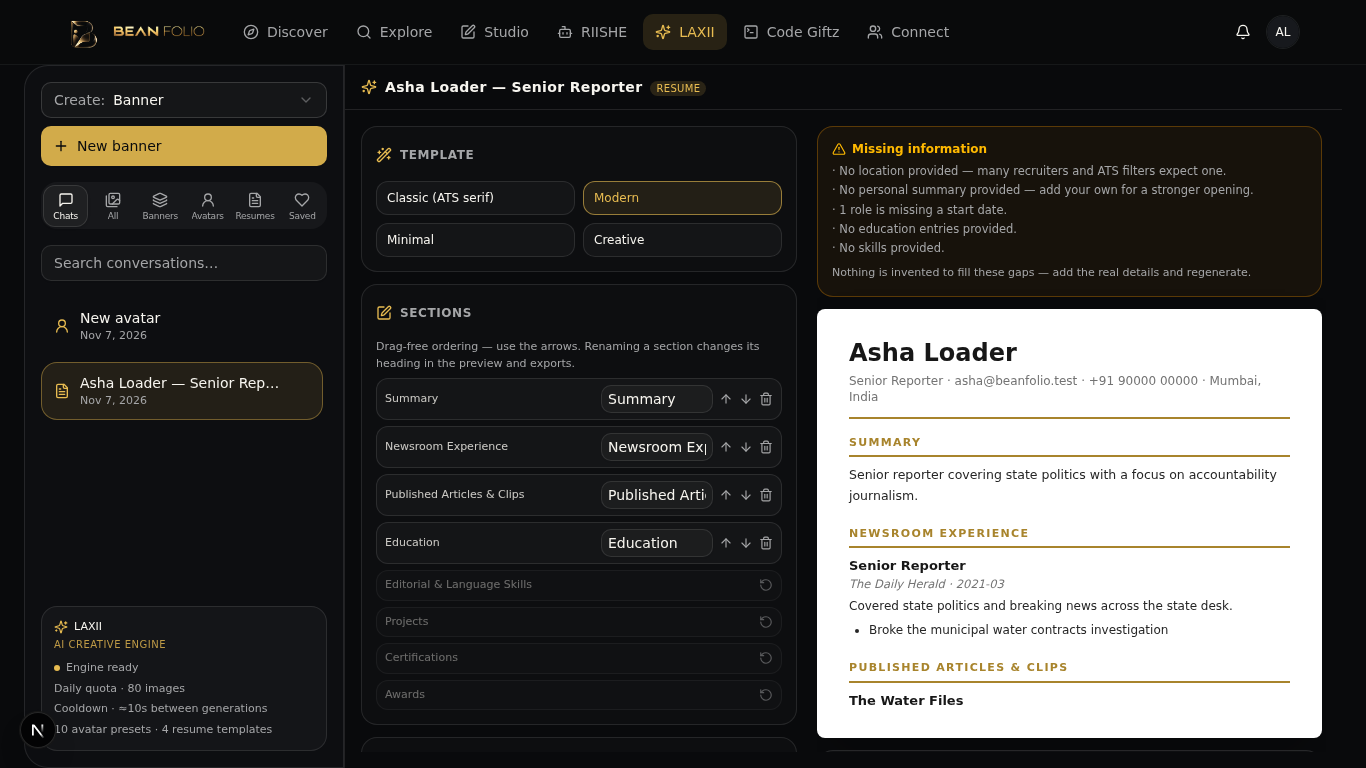 BEAN FOLIO
Discover
Explore
Studio
RIISHE
LAXII
Code Giftz
Connect
AL
Create: Banner
New banner
Chats
All
Banners
Avatars
Resumes
Saved
Search conversations…
New avatar
Nov 7, 2026
Asha Loader — Senior Rep…
Nov 7, 2026
LAXII
AI CREATIVE ENGINE
Engine ready
Daily quota · 80 images
Cooldown · ≈10s between generations
10 avatar presets · 4 resume templates
N
Asha Loader — Senior Reporter RESUME
TEMPLATE
Classic (ATS serif)
Modern
Minimal
Creative
SECTIONS
Drag-free ordering — use the arrows. Renaming a section changes its
heading in the preview and exports.
Summary Summary
Newsroom Experience Newsroom Exp
Published Articles & Clips Published Arti
Education Education
Editorial & Language Skills
Projects
Certifications
Awards
Missing information
· No location provided — many recruiters and ATS filters expect one.
· No personal summary provided — add your own for a stronger opening.
· 1 role is missing a start date.
· No education entries provided.
· No skills provided.
Nothing is invented to fill these gaps — add the real details and regenerate.
Asha Loader
Senior Reporter · asha@beanfolio.test · +91 90000 00000 · Mumbai,
India
SUMMARY
Senior reporter covering state politics with a focus on accountability
journalism.
NEWSROOM EXPERIENCE
Senior Reporter
The Daily Herald · 2021-03
Covered state politics and breaking news across the state desk.
• Broke the municipal water contracts investigation
PUBLISHED ARTICLES & CLIPS
The Water Files